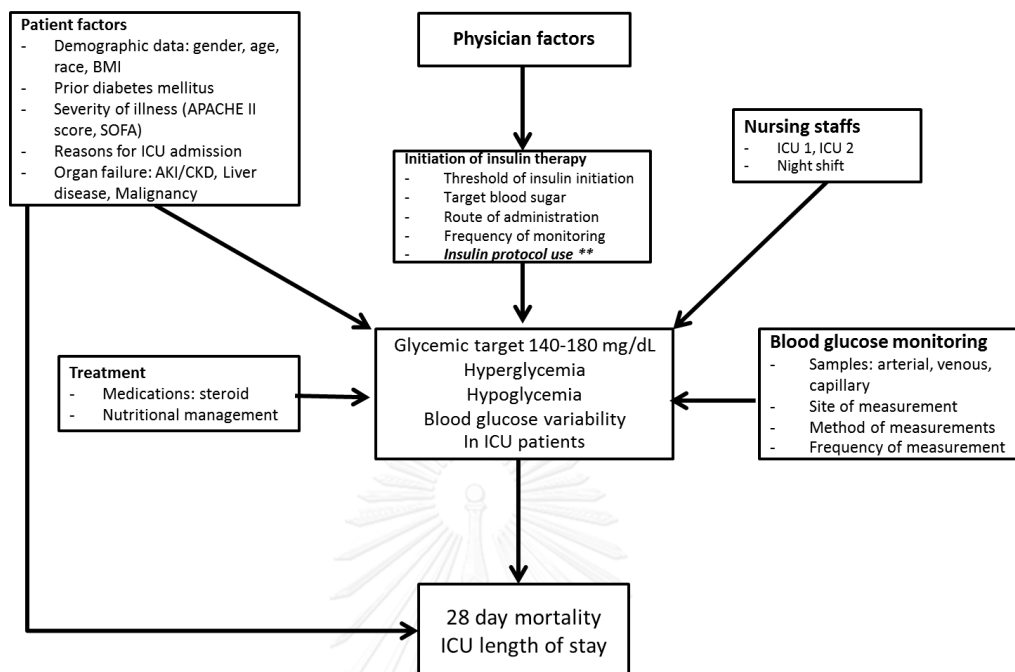 Patient factors
- Demographic data: gender, age,
race, BMI
- Prior diabetes mellitus
- Severity of illness (APACHE II
score, SOFA)
- Reasons for ICU admission
- Organ failure: AKI/CKD, Liver
disease, Malignancy
Physician factors
Initiation of insulin therapy
- Threshold of insulin initiation
- Target blood sugar
- Route of administration
- Frequency of monitoring
- Insulin protocol use **
Nursing staffs
- ICU 1, ICU 2
- Night shift
Treatment
- Medications: steroid
- Nutritional management
Glycemic target 140-180 mg/dL
Hyperglycemia
Hypoglycemia
Blood glucose variability
In ICU patients
Blood glucose monitoring
- Samples: arterial, venous,
capillary
- Site of measurement
- Method of measurements
- Frequency of measurement
28 day mortality
ICU length of stay